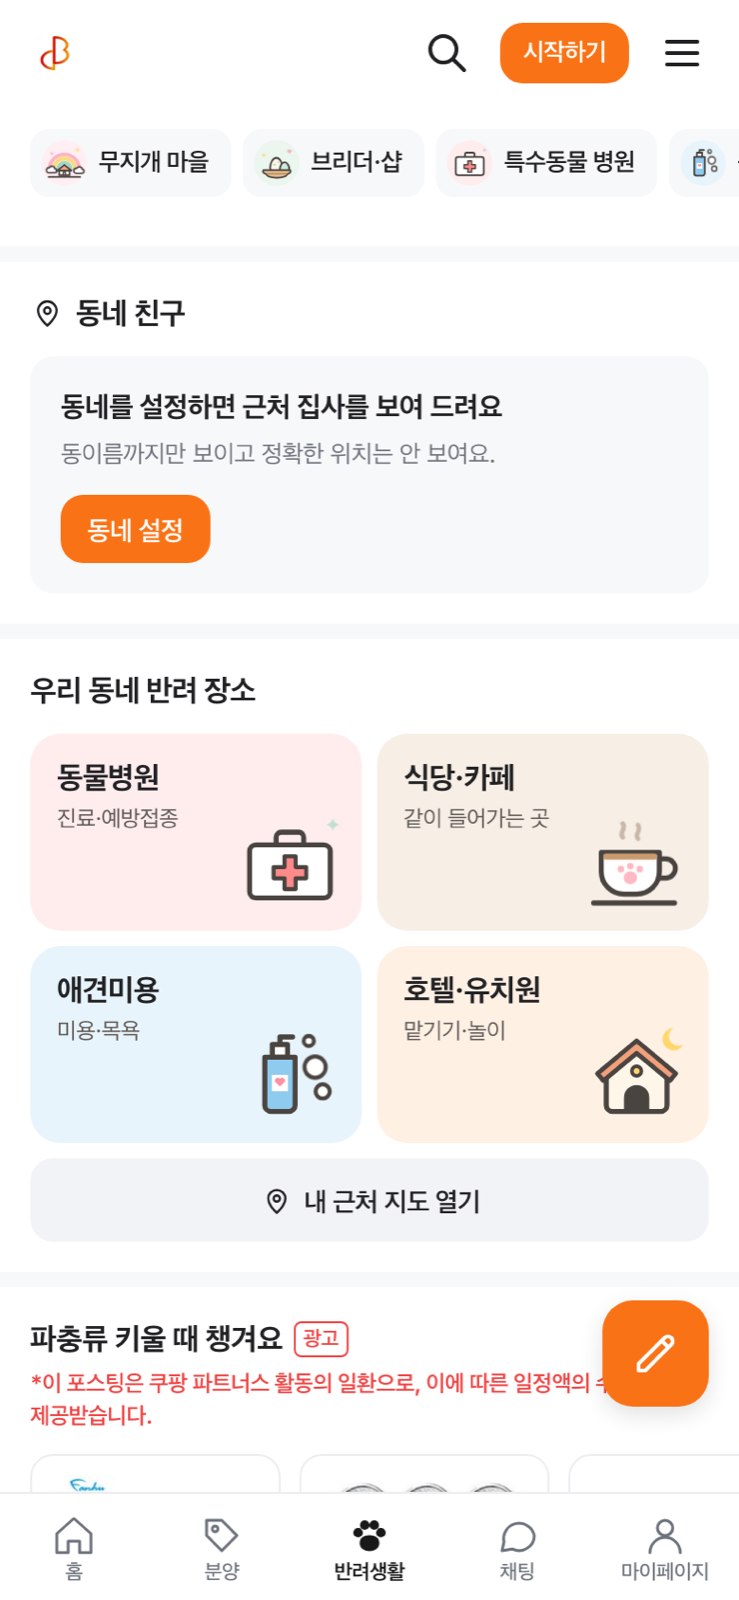 시작하기
무지개 마을
브리더·샵
특수동물 병원
동네 친구
동네를 설정하면 근처 집사를 보여 드려요
동이름까지만 보이고 정확한 위치는 안 보여요.
동네 설정
우리 동네 반려 장소
동물병원
진료·예방접종
식당·카페
같이 들어가는 곳
애견미용
미용·목욕
호텔·유치원
맡기기·놀이
내 근처 지도 열기
파충류 키울 때 챙겨요 광고
*이 포스팅은 쿠팡 파트너스 활동의 일환으로, 이에 따른 일정액의
제공받습니다.
홈
분양
반려생활
채팅
마이페이지